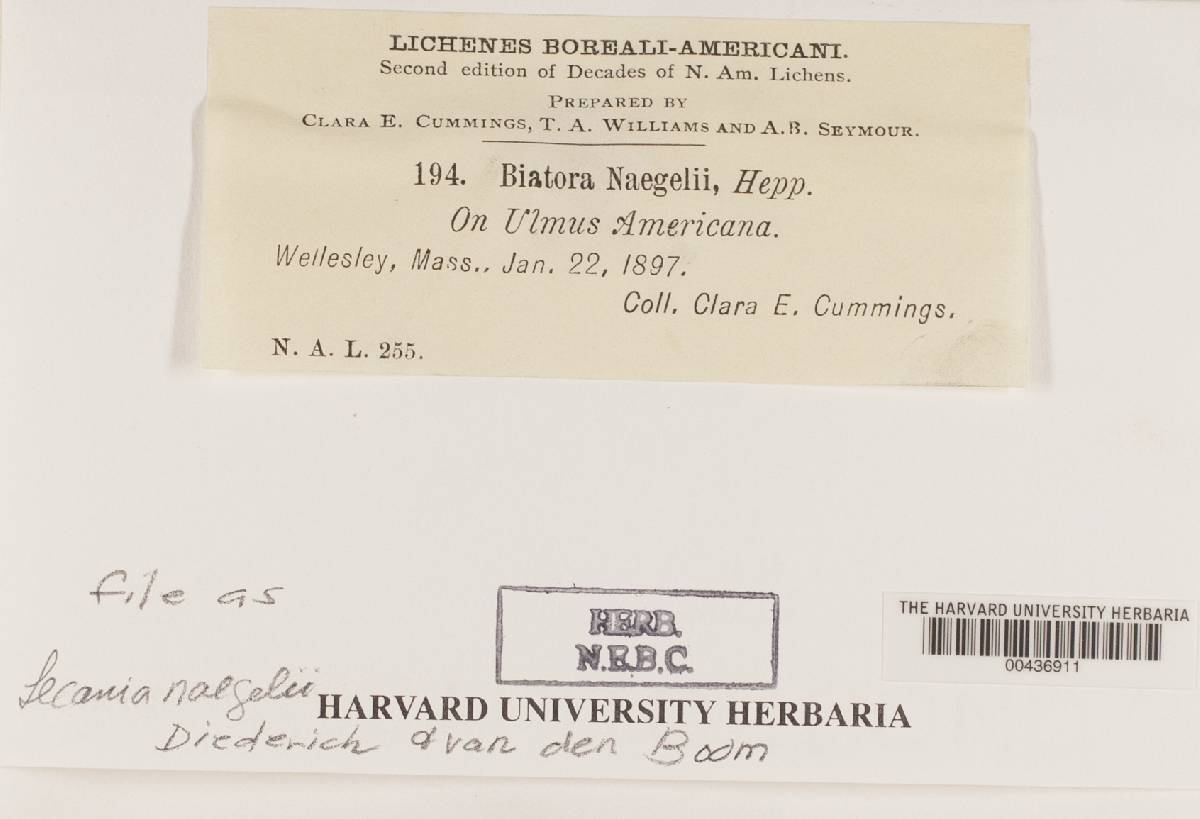 LICHENES BOREALI-AMERICANI.
Second edition of Decades of N. Am. Lichens.
PREPARED BY
CLARA E. CUMMINGS, T. A. WILLIAMS AND A.B. SEYMOUR.
194. Biatora Naegelii, Hepp.
On Ulmus Americana.
Wellesley, Mass., Jan. 22, 1897.
Coll. Clara E. Cummings.
N. A. L. 255.
file as
HERB.
N.E.B.C.
THE HARVARD UNIVERSITY HERBARIA
00436911
Lecania naegelii
HARVARD UNIVERSITY HERBARIA
Diederich & van den Boom